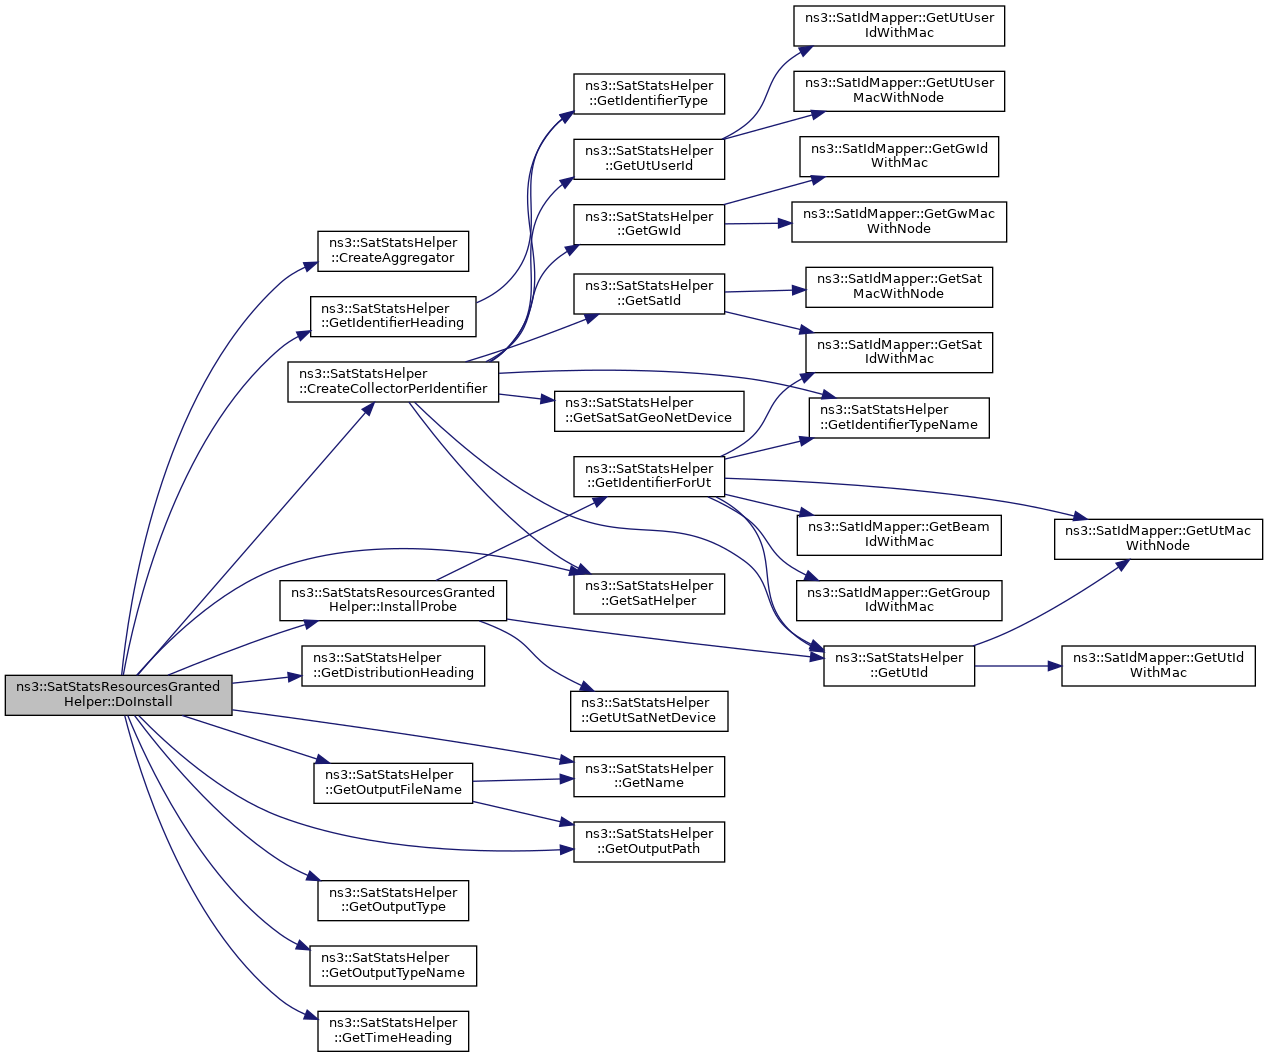 ns3::SatIdMapper::GetUtUser
IdWithMac
ns3::SatStatsHelper
::GetIdentifierType
ns3::SatIdMapper::GetUtUser
MacWithNode
ns3::SatStatsHelper
::GetUtUserId
ns3::SatIdMapper::GetGwId
WithMac
ns3::SatStatsHelper
::GetGwId
ns3::SatIdMapper::GetGwMac
WithNode
ns3::SatStatsHelper
::CreateAggregator
ns3::SatStatsHelper
::GetSatId
ns3::SatIdMapper::GetSat
MacWithNode
ns3::SatStatsHelper
::GetIdentifierHeading
ns3::SatIdMapper::GetSat
IdWithMac
ns3::SatStatsHelper
::CreateCollectorPerIdentifier
ns3::SatStatsHelper
::GetSatSatGeoNetDevice
ns3::SatStatsHelper
::GetIdentifierTypeName
ns3::SatStatsHelper
::GetIdentifierForUt
ns3::SatIdMapper::GetBeam
IdWithMac
ns3::SatIdMapper::GetUtMac
WithNode
ns3::SatStatsResourcesGranted
Helper::InstallProbe
ns3::SatStatsHelper
::GetSatHelper
ns3::SatIdMapper::GetGroup
IdWithMac
ns3::SatStatsHelper
::GetDistributionHeading
ns3::SatStatsHelper
::GetUtId
ns3::SatIdMapper::GetUtId
WithMac
ns3::SatStatsResourcesGranted
Helper::DoInstall
ns3::SatStatsHelper
::GetUtSatNetDevice
ns3::SatStatsHelper
::GetOutputFileName
ns3::SatStatsHelper
::GetName
ns3::SatStatsHelper
::GetOutputPath
ns3::SatStatsHelper
::GetOutputType
ns3::SatStatsHelper
::GetOutputTypeName
ns3::SatStatsHelper
::GetTimeHeading